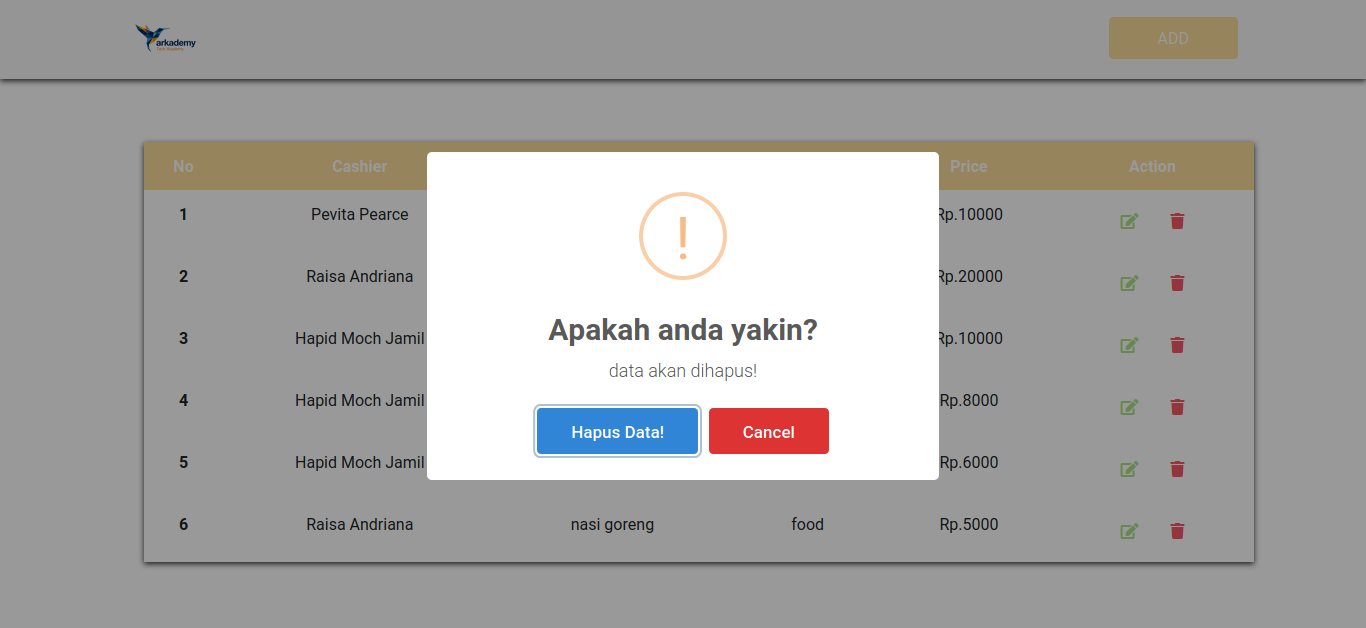 arkademy
ADD
No Cashier Price Action
1 Pevita Pearce Rp.10000
2 Raisa Andriana Rp.20000
3 Hapid Moch Jamil Rp.10000
4 Hapid Moch Jamil Rp.8000
5 Hapid Moch Jamil Rp.6000
6 Raisa Andriana nasi goreng food Rp.5000
!
Apakah anda yakin?
data akan dihapus!
Hapus Data! Cancel